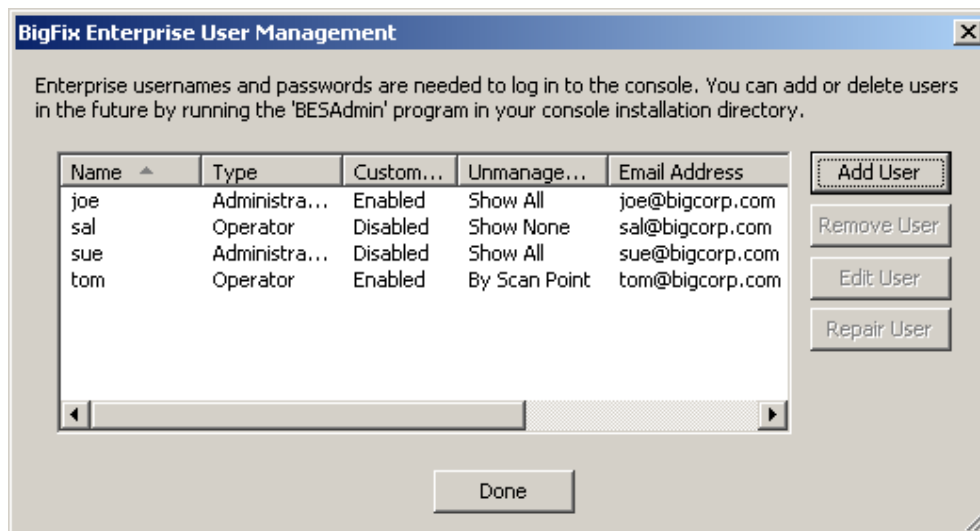 BigFix Enterprise User Management
Enterprise usernames and passwords are needed to log in to the console. You can add or delete users
in the future by running the 'BESAdmin' program in your console installation directory.
Name Type Custom... Unmanage... Email Address
joe Administra... Enabled Show All joe@bigcorp.com
sal Operator Disabled Show None sal@bigcorp.com
sue Administra... Disabled Show All sue@bigcorp.com
tom Operator Enabled By Scan Point tom@bigcorp.com
Add User
Remove User
Edit User
Repair User
Done